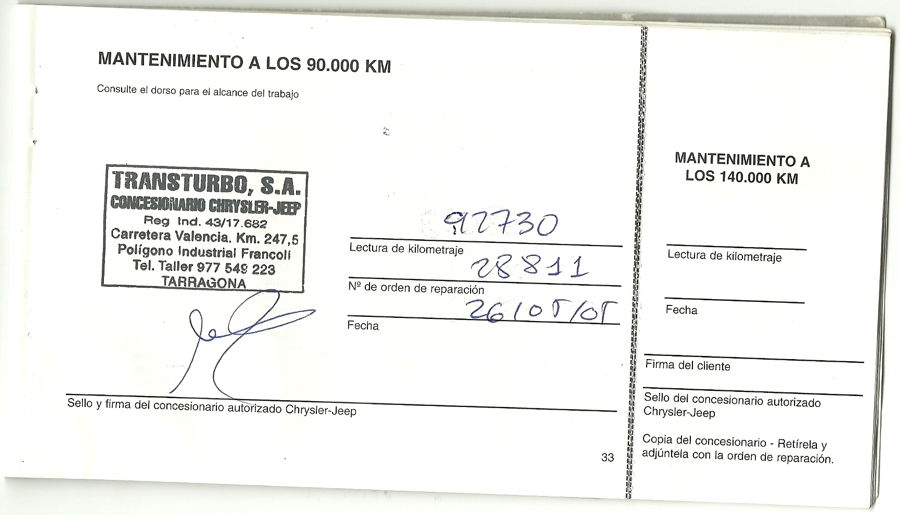 MANTENIMIENTO A LOS 90.000 KM
Consulte el dorso para el alcance del trabajo
TRANSTURBO, S.A.
CONCESIONARIO CHRYSLER-JEEP
Reg Ind. 43/17.682
Carretera Valencia. Km. 247,5
Polígono Industrial Francolí
Tel. Taller 977 549 223
TARRAGONA
92730
Lectura de kilometraje
28811
Nº de orden de reparación
26/05/05
Fecha
Sello y firma del concesionario autorizado Chrysler-Jeep
33
MANTENIMIENTO A
LOS 140.000 KM
Lectura de kilometraje
Fecha
Firma del cliente
Sello del concesionario autorizado
Chrysler-Jeep
Copia del concesionario - Retírela y
adjúntela con la orden de reparación.